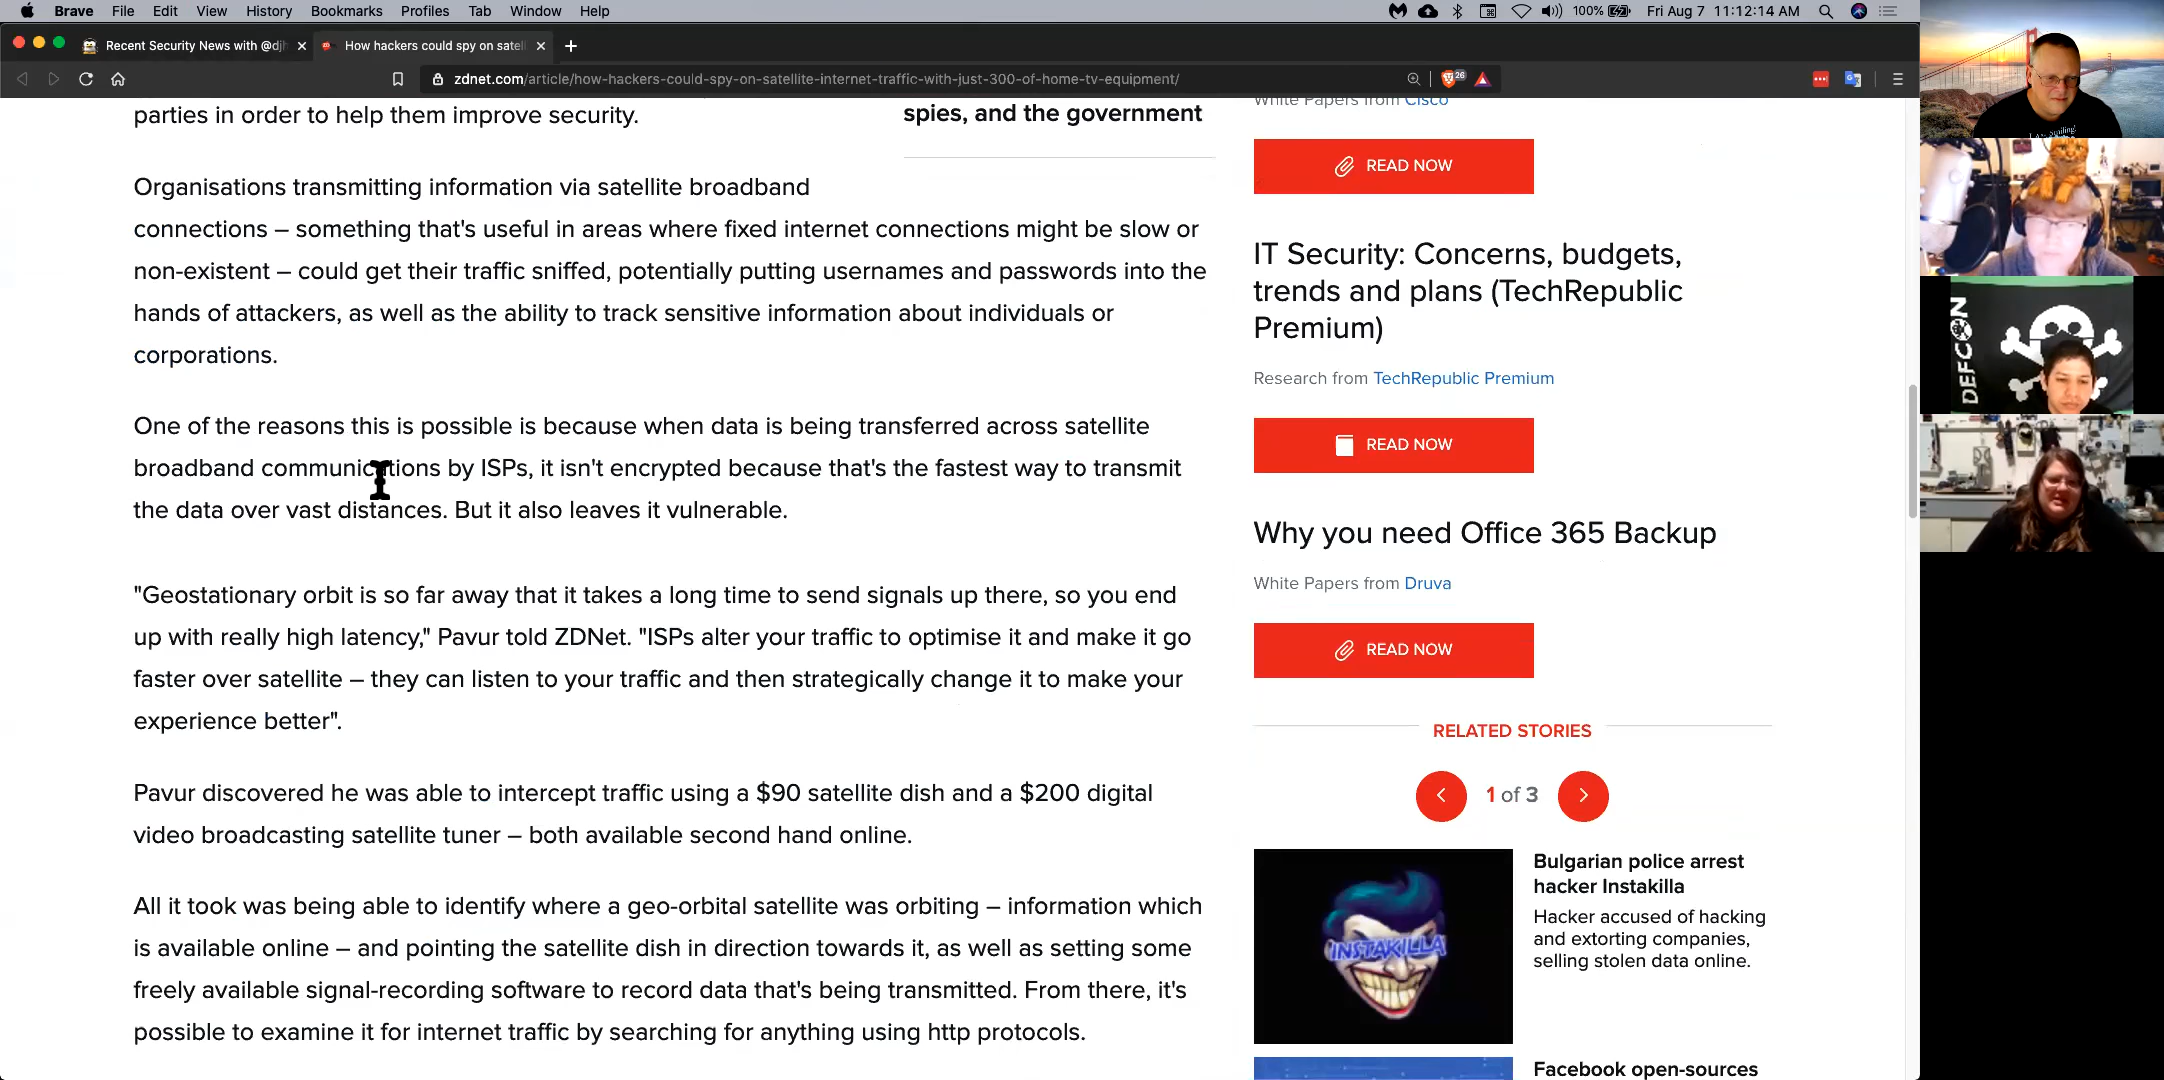 Brave File Edit View History Bookmarks Profiles Tab Window Help 100% Fri Aug 7 11:12:14 AM
Recent Security News with @djh
How hackers could spy on satel
zdnet.com/article/how-hackers-could-spy-on-satellite-internet-traffic-with-just-300-of-home-tv-equipment/
26
parties in order to help them improve security.
spies, and the government
Organisations transmitting information via satellite broadband
connections – something that's useful in areas where fixed internet connections might be slow or
non-existent – could get their traffic sniffed, potentially putting usernames and passwords into the
hands of attackers, as well as the ability to track sensitive information about individuals or
corporations.
One of the reasons this is possible is because when data is being transferred across satellite
broadband communications by ISPs, it isn't encrypted because that's the fastest way to transmit
the data over vast distances. But it also leaves it vulnerable.
"Geostationary orbit is so far away that it takes a long time to send signals up there, so you end
up with really high latency," Pavur told ZDNet. "ISPs alter your traffic to optimise it and make it go
faster over satellite – they can listen to your traffic and then strategically change it to make your
experience better".
Pavur discovered he was able to intercept traffic using a $90 satellite dish and a $200 digital
video broadcasting satellite tuner – both available second hand online.
All it took was being able to identify where a geo-orbital satellite was orbiting – information which
is available online – and pointing the satellite dish in direction towards it, as well as setting some
freely available signal-recording software to record data that's being transmitted. From there, it's
possible to examine it for internet traffic by searching for anything using http protocols.
White Papers from Cisco
READ NOW
IT Security: Concerns, budgets,
trends and plans (TechRepublic
Premium)
Research from TechRepublic Premium
READ NOW
Why you need Office 365 Backup
White Papers from Druva
READ NOW
RELATED STORIES
1 of 3
INSTAKILLA
Bulgarian police arrest
hacker Instakilla
Hacker accused of hacking
and extorting companies,
selling stolen data online.
Facebook open-sources
DEFCON